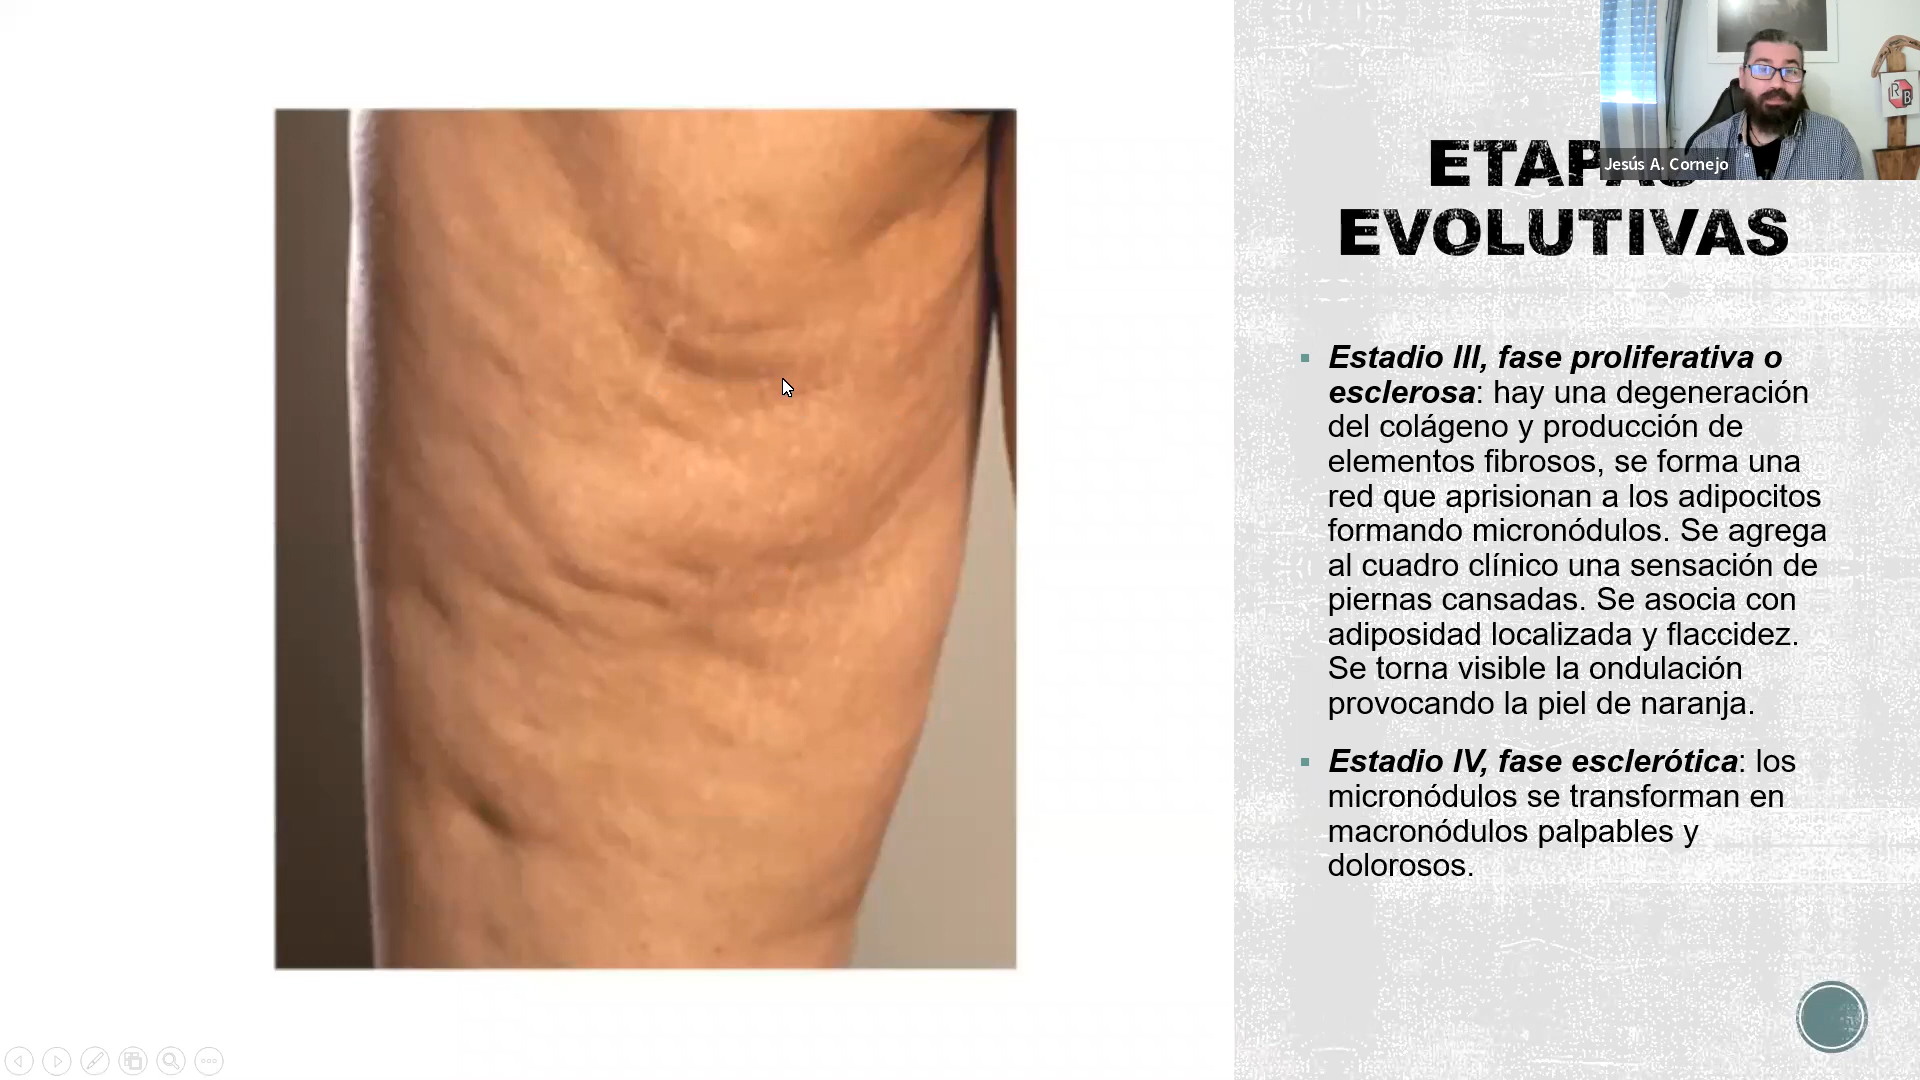 ETAPAS
EVOLUTIVAS
Jesús A. Cornejo
R
B
▪ Estadio III, fase proliferativa o
esclerosa: hay una degeneración
del colágeno y producción de
elementos fibrosos, se forma una
red que aprisionan a los adipocitos
formando micronódulos. Se agrega
al cuadro clínico una sensación de
piernas cansadas. Se asocia con
adiposidad localizada y flaccidez.
Se torna visible la ondulación
provocando la piel de naranja.
▪ Estadio IV, fase esclerótica: los
micronódulos se transforman en
macronódulos palpables y
dolorosos.